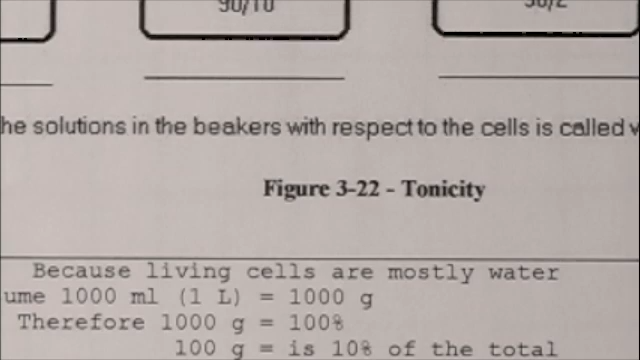 90/10
he solutions in the beakers with respect to the cells is called
Figure 3-22 - Tonicity
Because living cells are mostly water
ume 1000 ml (1 L) = 1000 g
Therefore 1000 g = 100%
100 g = is 10% of the total